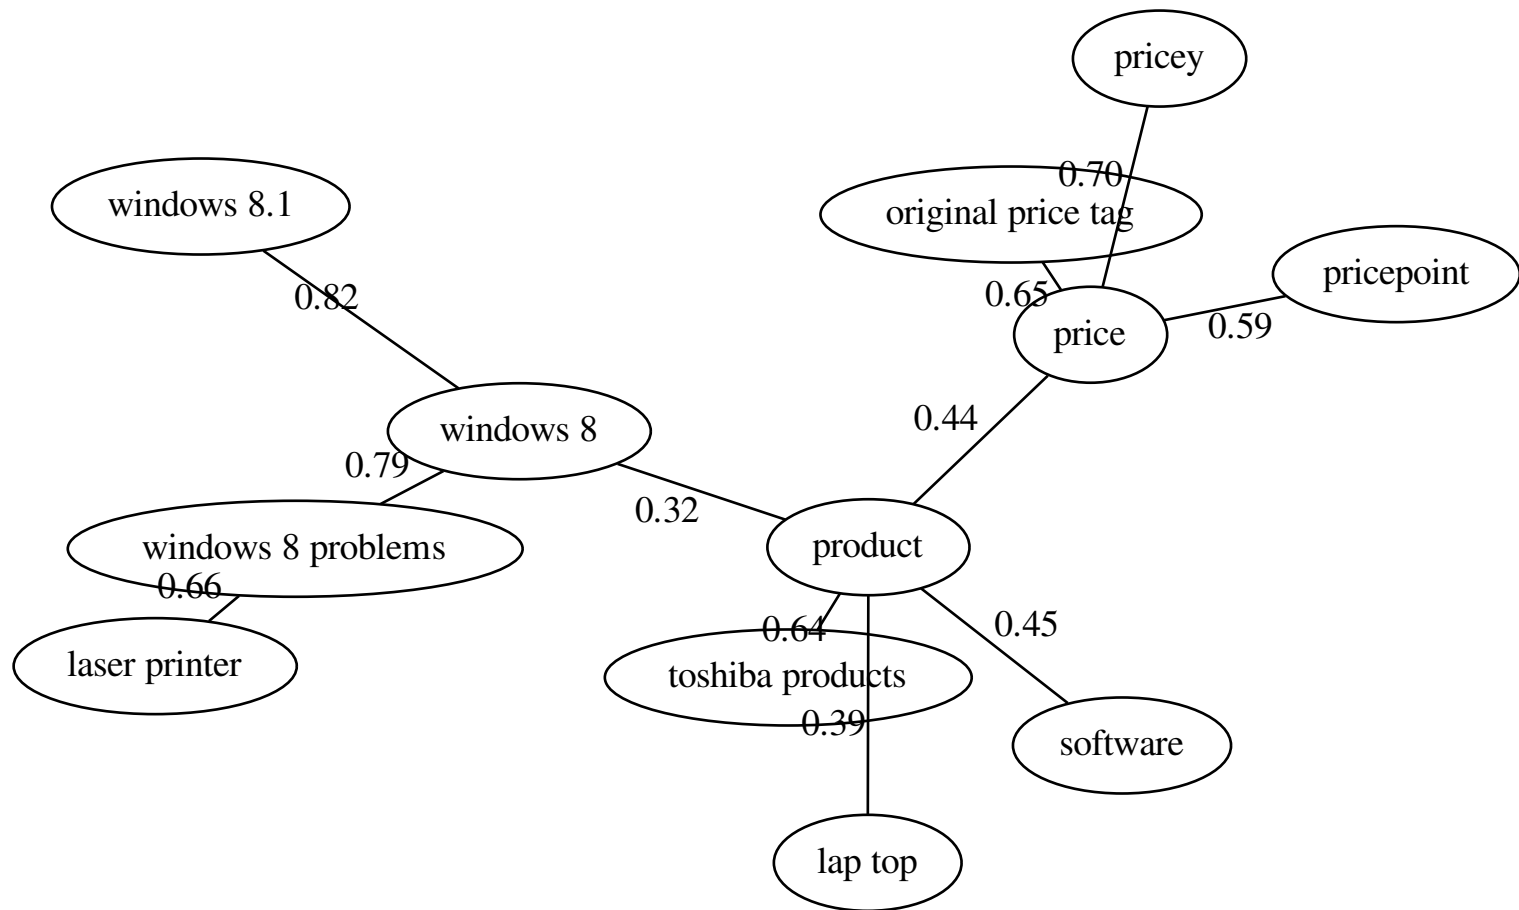 pricey
0.70
windows 8.1
original price tag
pricepoint
0.82
0.65
0.59
price
0.44
windows 8
0.79
0.32
windows 8 problems
product
0.66
0.64
0.45
laser printer
toshiba products
0.39
software
lap top